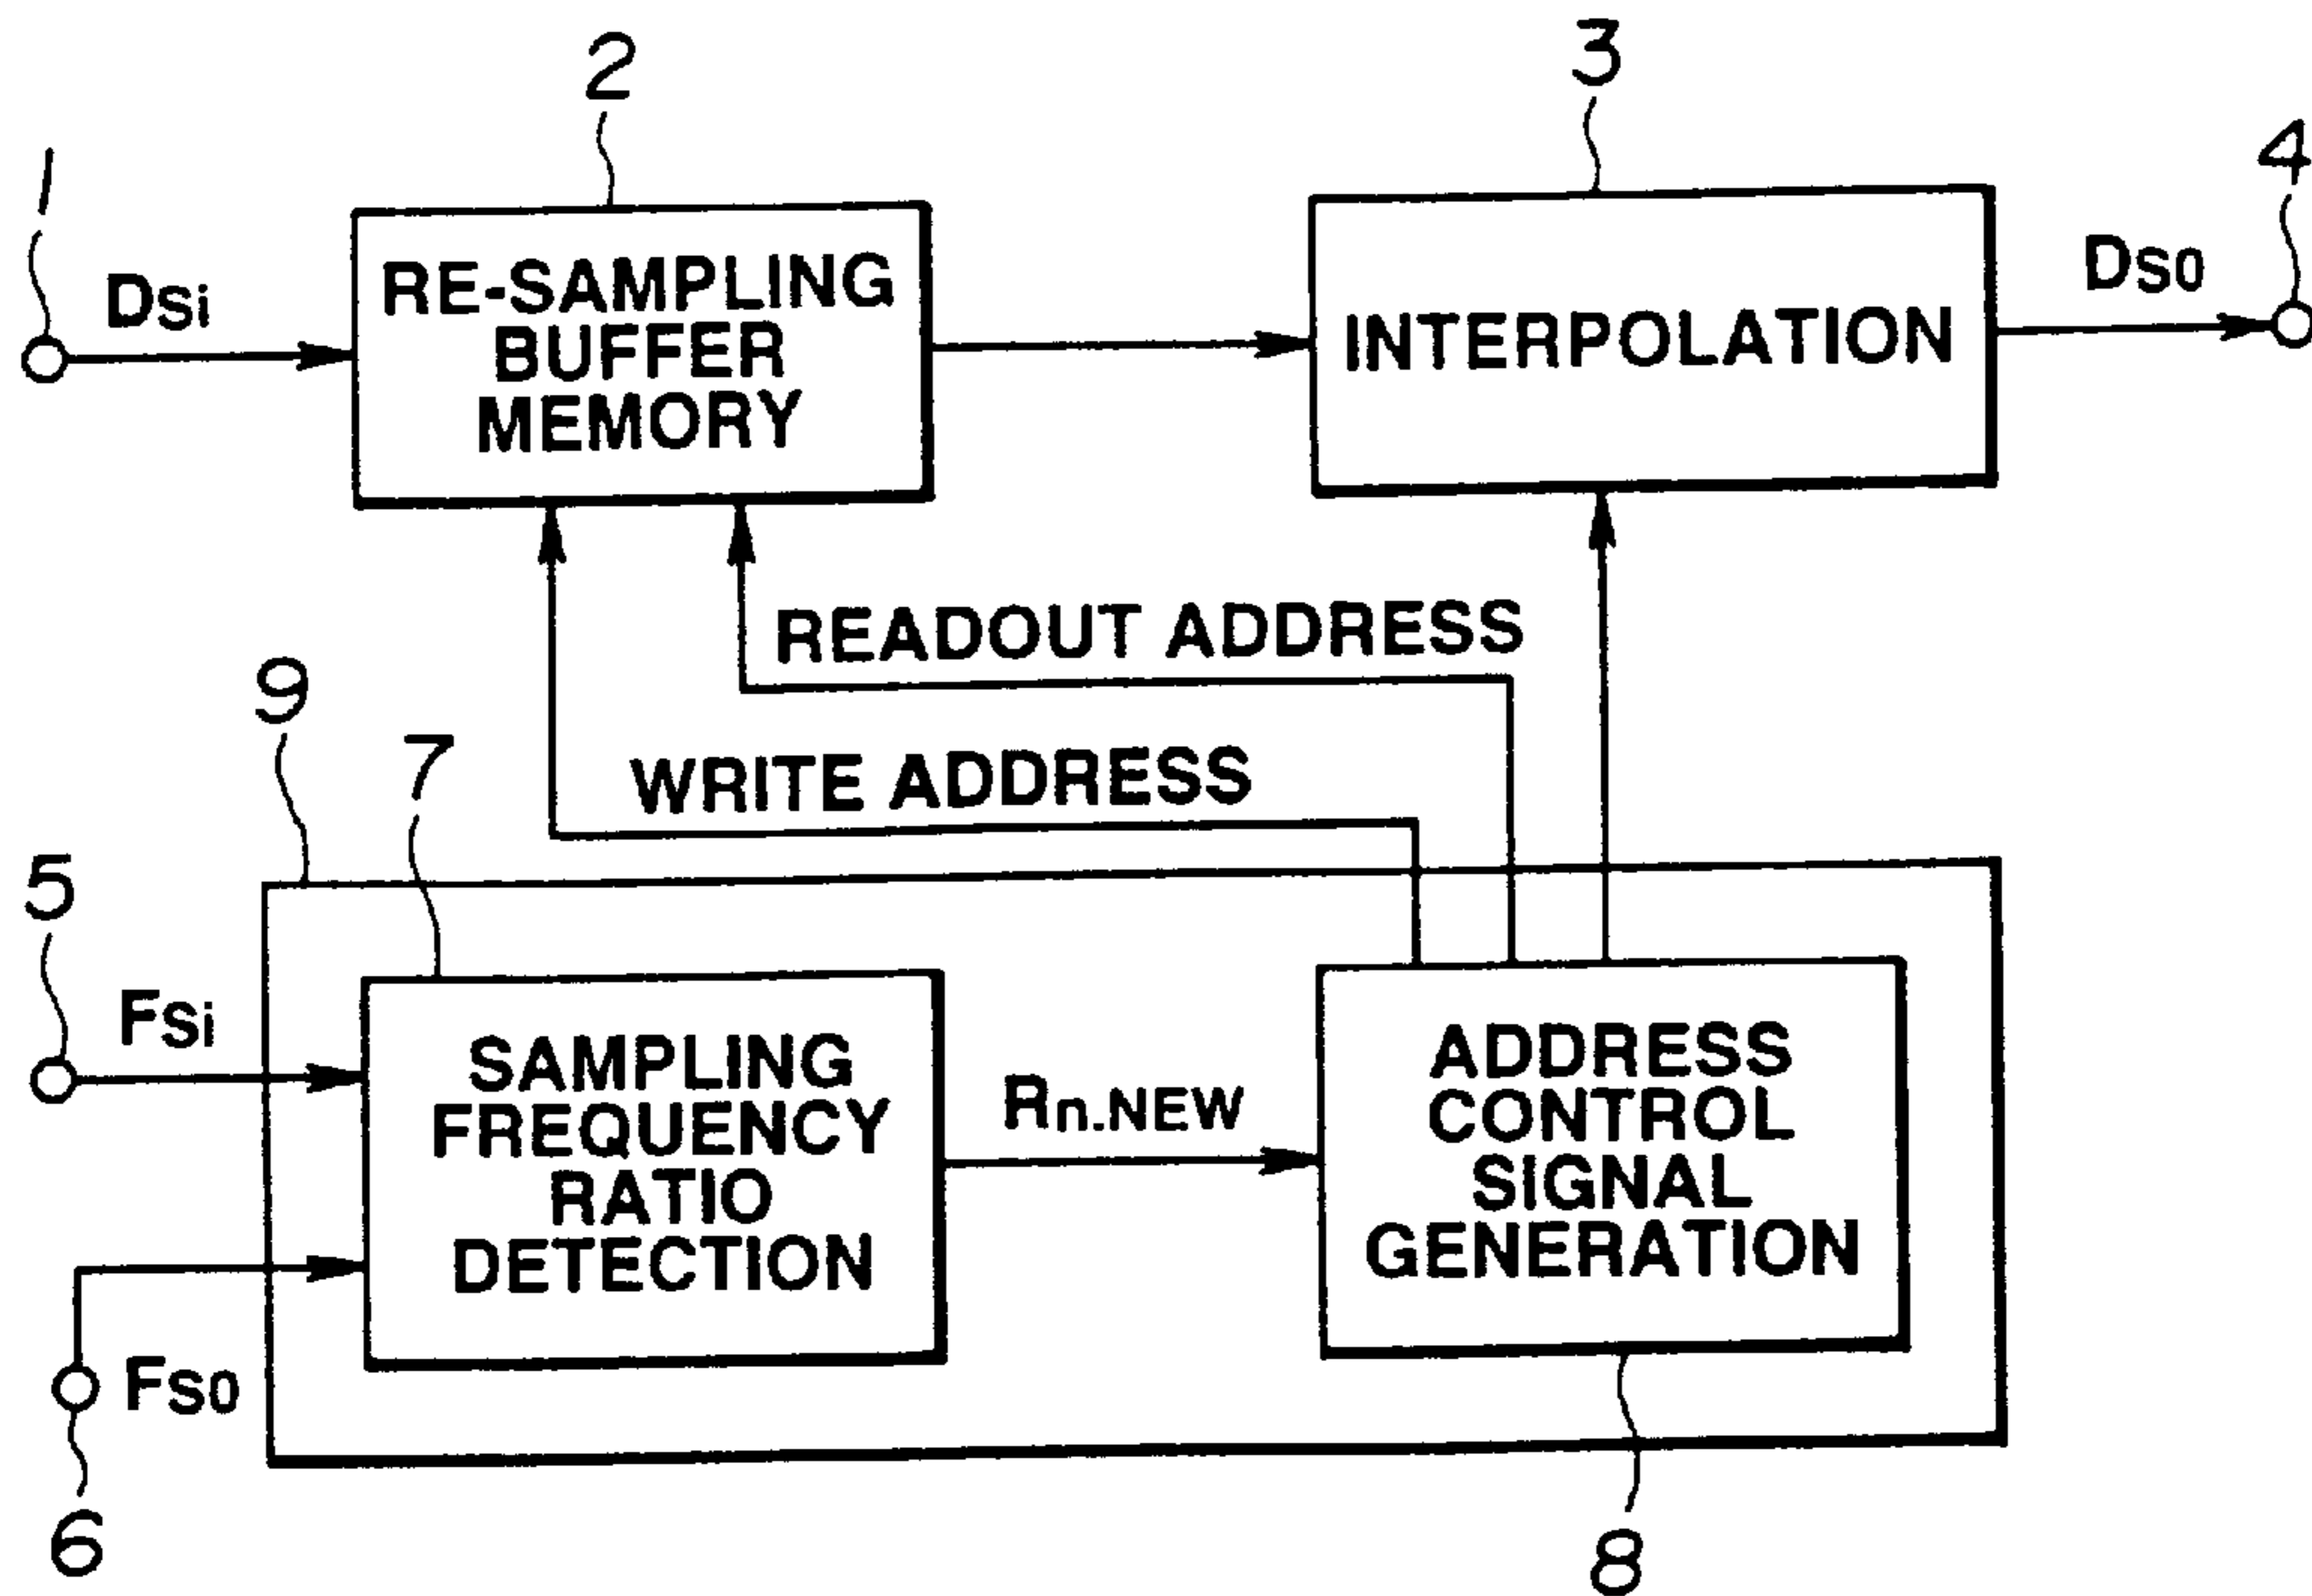 2
3
1
4
DSi
RE-SAMPLING
BUFFER
MEMORY
INTERPOLATION
DS0
READOUT ADDRESS
9
7
WRITE ADDRESS
5
FSi
SAMPLING
FREQUENCY
RATIO
DETECTION
Rn.NEW
ADDRESS
CONTROL
SIGNAL
GENERATION
FS0
6
8